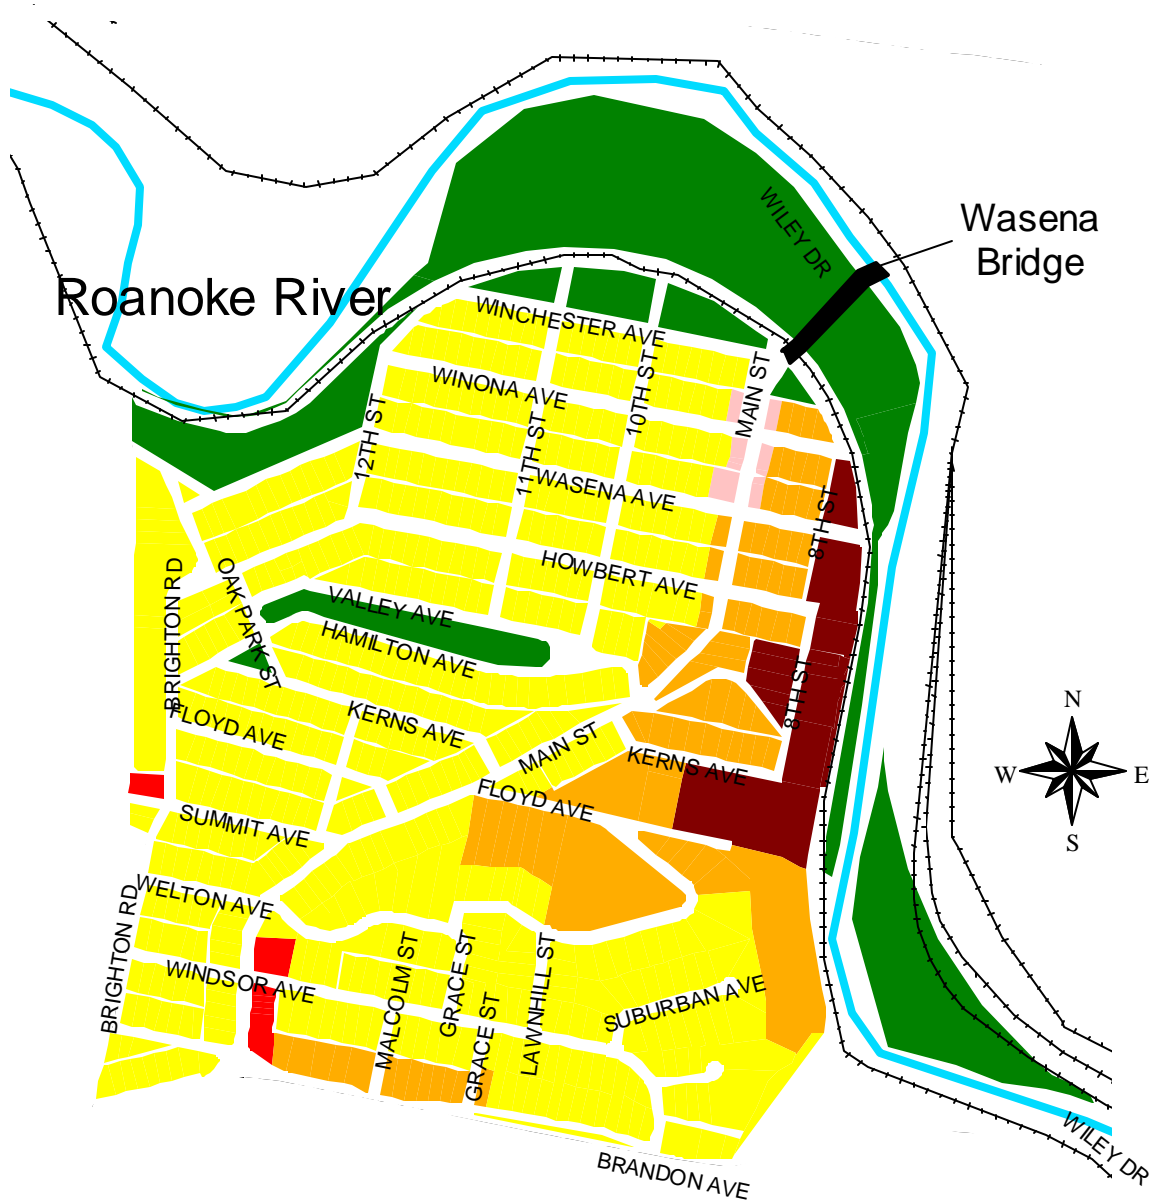 WILEY DR
Wasena
Bridge
Roanoke River
WINCHESTER AVE
10TH ST
MAIN ST
WINONA AVE
12TH ST
11TH ST
WASENA AVE
8TH ST
HOWBERT AVE
BRIGHTON RD
OAK PARK ST
VALLEY AVE
HAMILTON AVE
8TH ST
N
W
E
S
FLOYD AVE
KERNS AVE
MAIN ST
KERNS AVE
FLOYD AVE
SUMMIT AVE
WELTON AVE
BRIGHTON RD
WINDSOR AVE
MALCOLM ST
GRACE ST
GRACE ST
LAWNHILL ST
SUBURBAN AVE
WILEY DR
BRANDON AVE